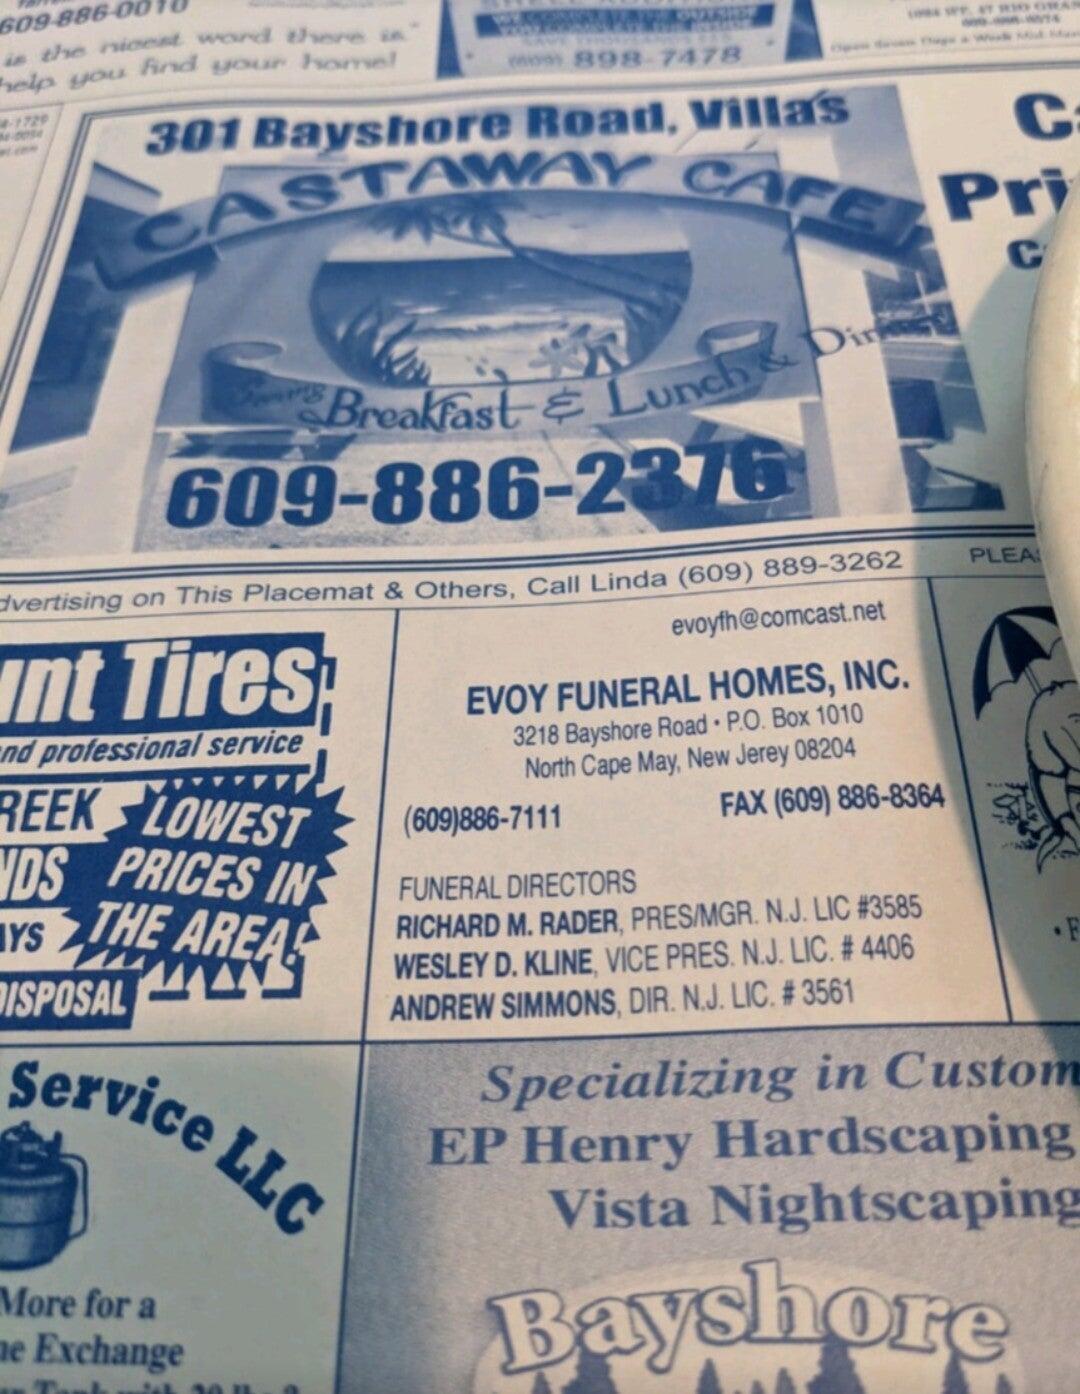 609-886-0010
is the nicest word there is."
help you find your home!
898-7478
301 Bayshore Road, Villas
CASTAWAY CAFE
Serving
Breakfast & Lunch & Dinner
609-886-2376
Advertising on This Placemat & Others, Call Linda (609) 889-3262
PLEA
Ca
Pri
C
unt Tires
nd professional service
REEK
NDS
AYS
DISPOSAL
LOWEST
PRICES IN
THE AREA!
evoyfh@comcast.net
EVOY FUNERAL HOMES, INC.
3218 Bayshore Road • P.O. Box 1010
North Cape May, New Jerey 08204
(609)886-7111
FAX (609) 886-8364
FUNERAL DIRECTORS
RICHARD M. RADER, PRES/MGR. N.J. LIC #3585
WESLEY D. KLINE, VICE PRES. N.J. LIC. # 4406
ANDREW SIMMONS, DIR. N.J. LIC. # 3561
Service LLC
More for a
ne Exchange
Specializing in Custom
EP Henry Hardscaping
Vista Nightscaping
Bayshore